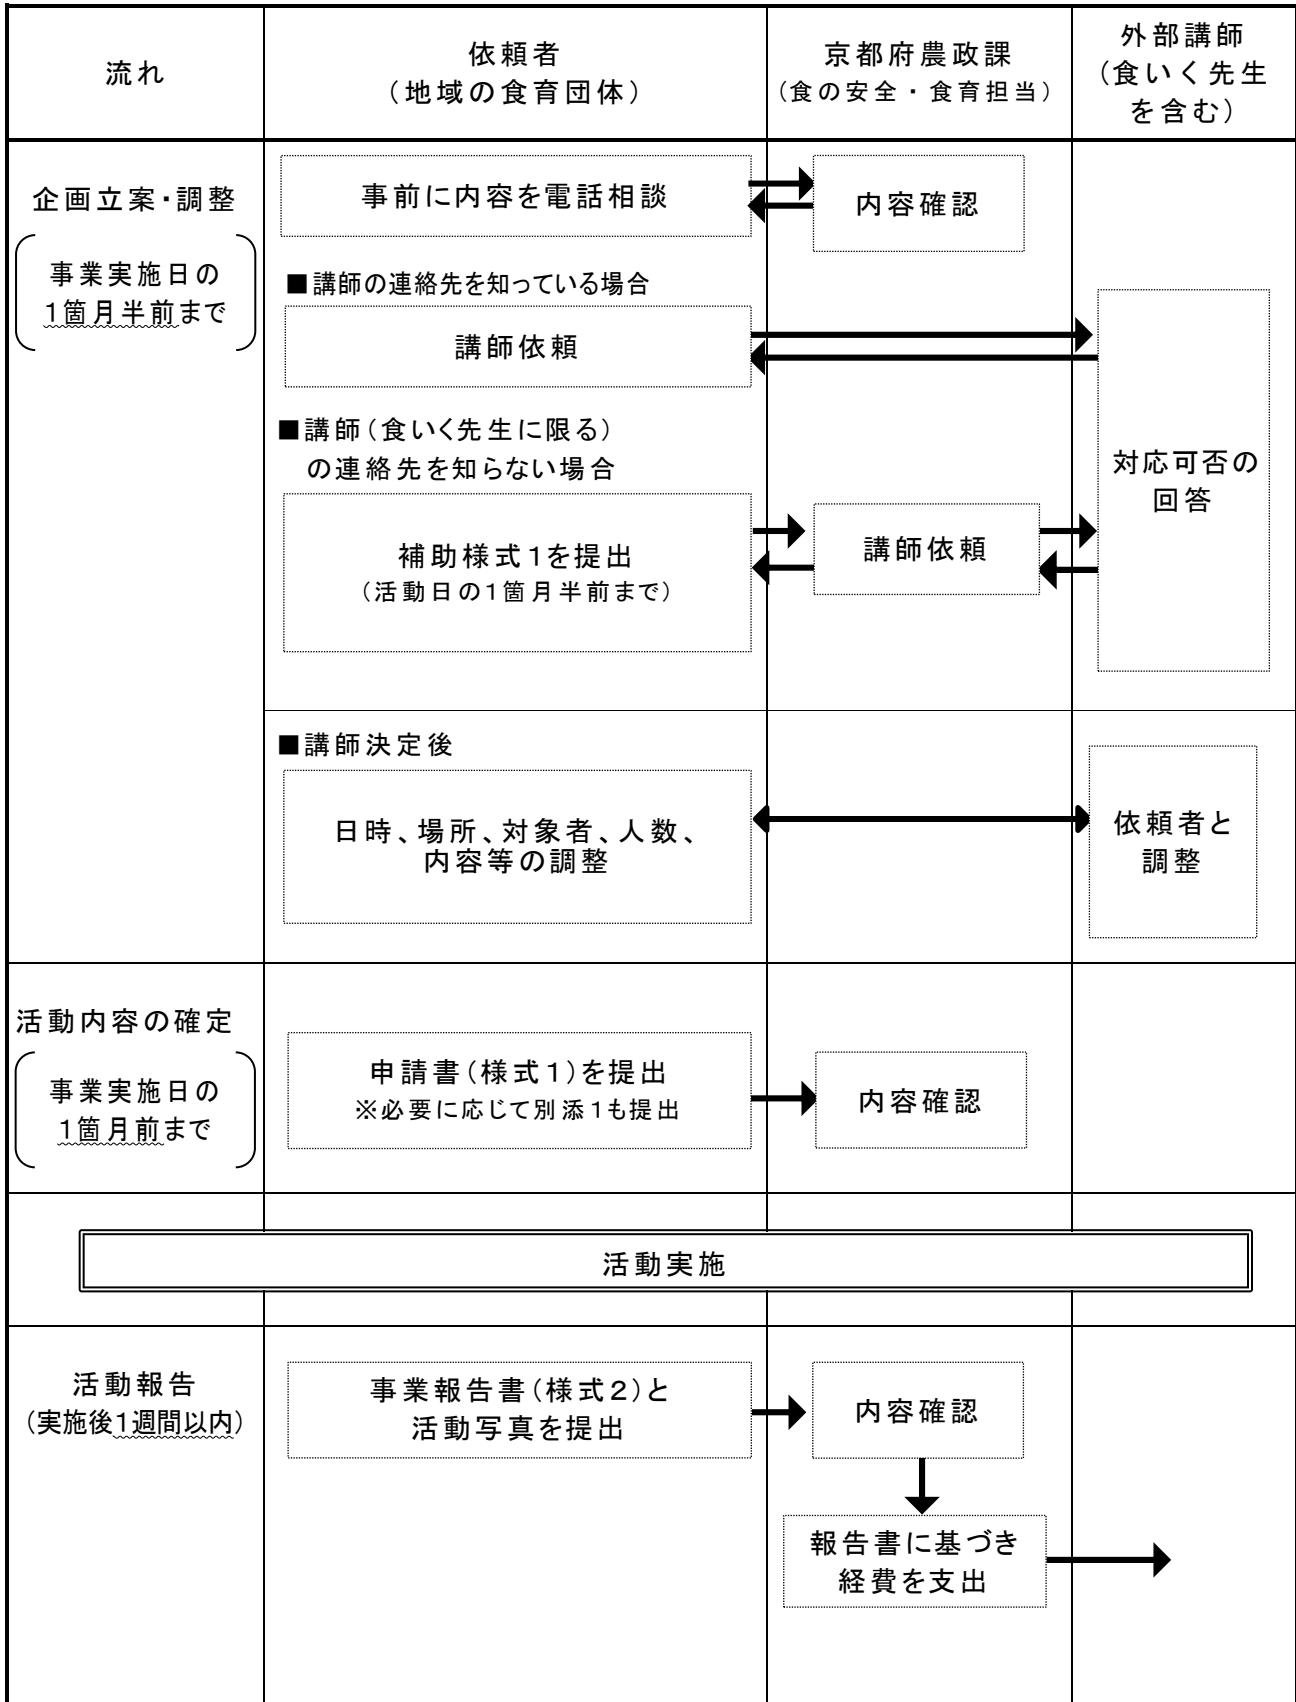 流れ
依頼者
（地域の食育団体）
京都府農政課
（食の安全・食育担当）
外部講師
（食いく先生
を含む）
企画立案・調整
事業実施日の
1箇月半前まで
事前に内容を電話相談
内容確認
■講師の連絡先を知っている場合
講師依頼
■講師（食いく先生に限る）
の連絡先を知らない場合
補助様式1を提出
（活動日の1箇月半前まで）
講師依頼
対応可否の
回答
■講師決定後
日時、場所、対象者、人数、
内容等の調整
依頼者と
調整
活動内容の確定
事業実施日の
1箇月前まで
申請書（様式1）を提出
※必要に応じて別添1も提出
内容確認
活動実施
活動報告
（実施後1週間以内）
事業報告書（様式2）と
活動写真を提出
内容確認
報告書に基づき
経費を支出